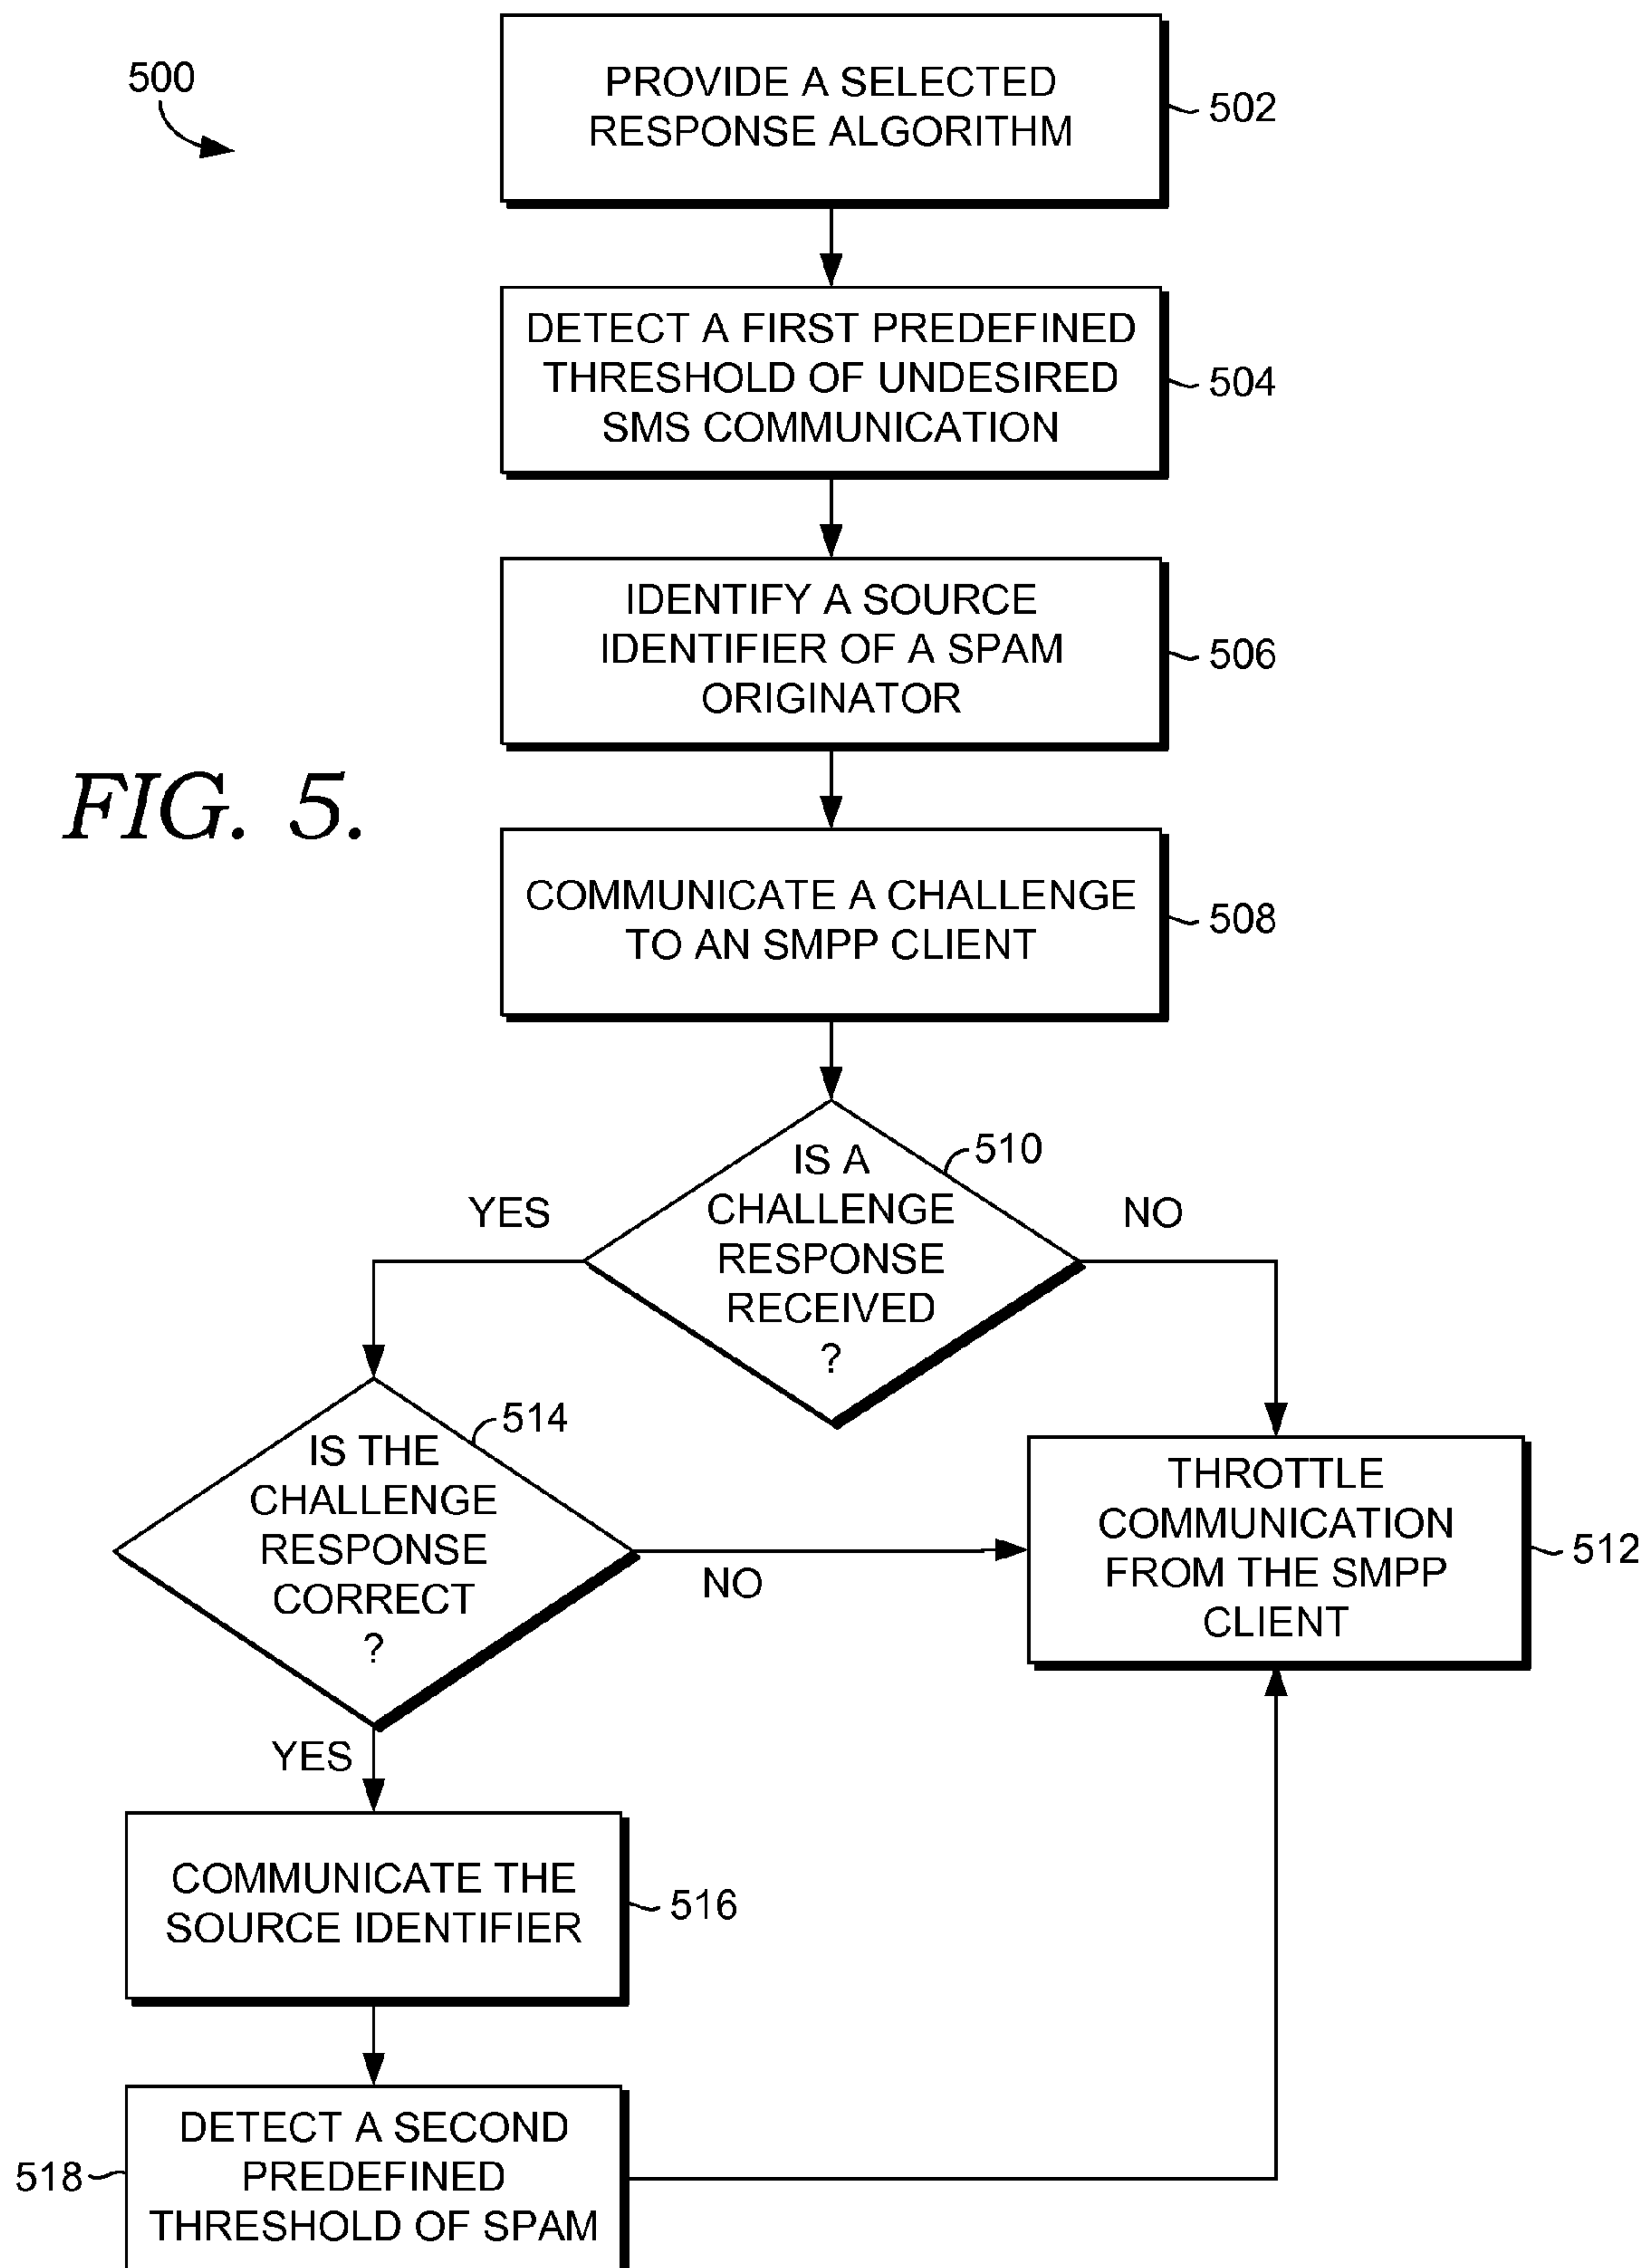 500
PROVIDE A SELECTED
RESPONSE ALGORITHM
502
DETECT A FIRST PREDEFINED
THRESHOLD OF UNDESIRED
SMS COMMUNICATION
504
IDENTIFY A SOURCE
IDENTIFIER OF A SPAM
ORIGINATOR
506
FIG. 5.
COMMUNICATE A CHALLENGE
TO AN SMPP CLIENT
508
IS A
CHALLENGE
RESPONSE
RECEIVED
?
510
YES
NO
IS THE
CHALLENGE
RESPONSE
CORRECT
?
514
NO
YES
THROTTLE
COMMUNICATION
FROM THE SMPP
CLIENT
512
COMMUNICATE THE
SOURCE IDENTIFIER
516
DETECT A SECOND
PREDEFINED
THRESHOLD OF SPAM
518